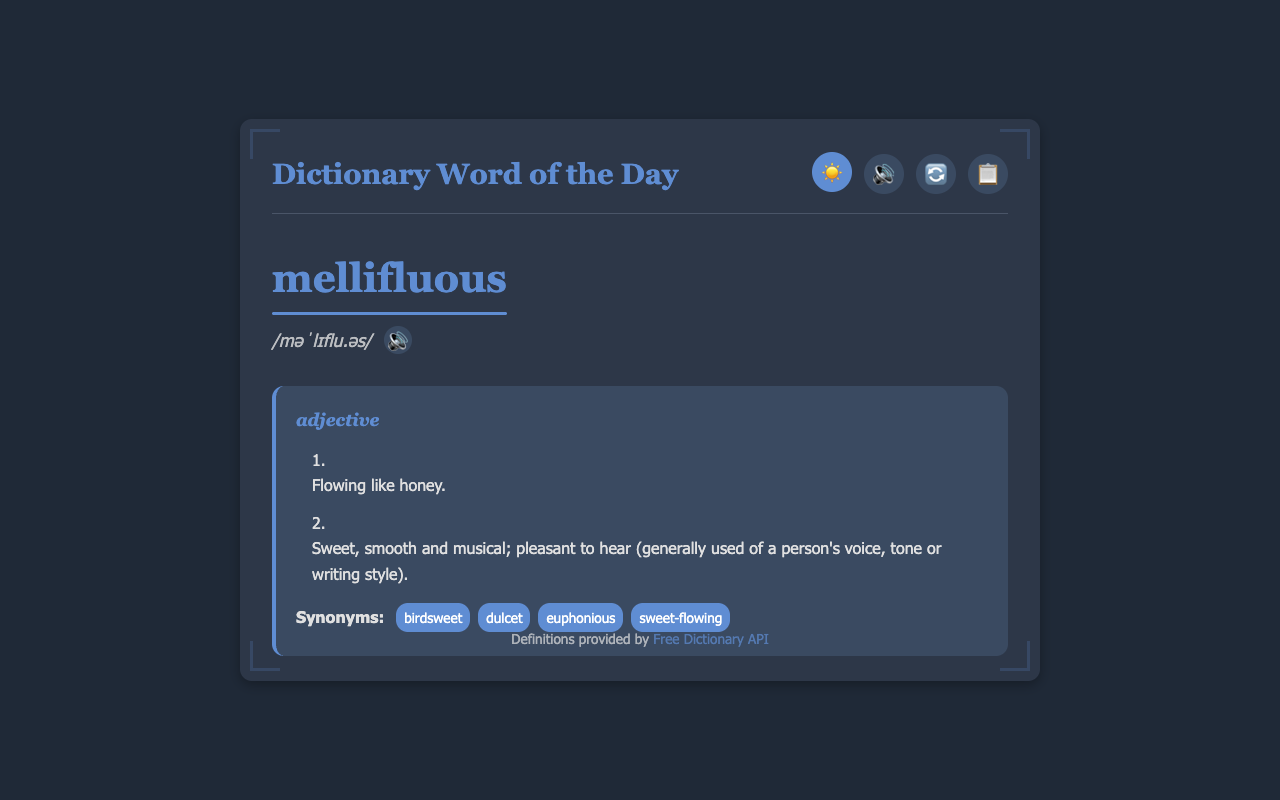 Dictionary Word of the Day
mellifluous
/məˈlɪflu.əs/
adjective
1.
Flowing like honey.
2.
Sweet, smooth and musical; pleasant to hear (generally used of a person's voice, tone or
writing style).
Synonyms: birdsweet dulcet euphonious sweet-flowing
Definitions provided by Free Dictionary API